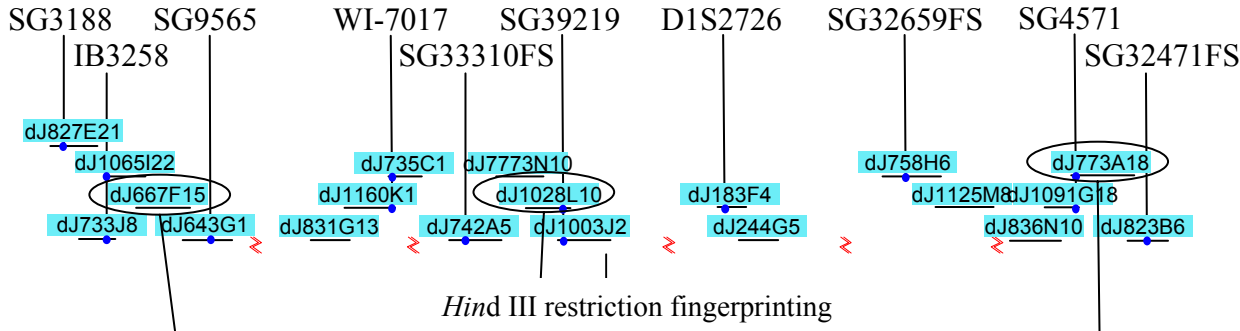 SG3188 SG9565 WI-7017 SG39219 D1S2726 SG32659FS SG4571
IB3258 SG33310FS SG32471FS
dJ827E21
dJ1065I22 dJ735C1 dJ7773N10 dJ758H6 dJ773A18
dJ667F15 dJ1160K1 dJ1028L10 dJ183F4 dJ1125M8 dJ1091G18
dJ733J8 dJ643G1 dJ831G13 dJ742A5 dJ1003J2 dJ244G5 dJ836N10 dJ823B6
Hind III restriction fingerprinting